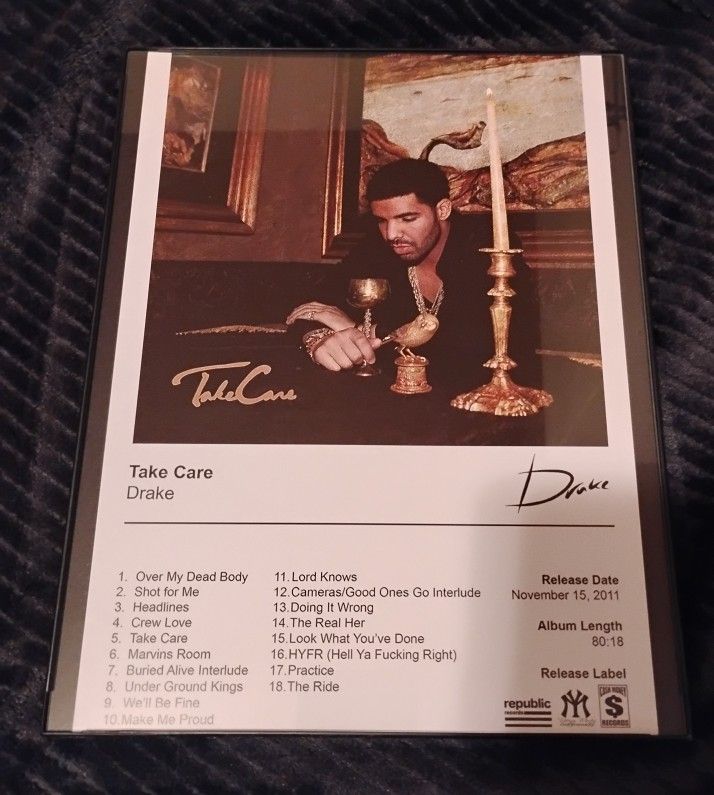 Take Care
Take Care
Drake
Drake
1. Over My Dead Body
2. Shot for Me
3. Headlines
4. Crew Love
5. Take Care
6. Marvins Room
7. Buried Alive Interlude
8. Under Ground Kings
9. We'll Be Fine
10.Make Me Proud
11.Lord Knows
12.Cameras/Good Ones Go Interlude
13.Doing It Wrong
14.The Real Her
15.Look What You've Done
16.HYFR (Hell Ya Fucking Right)
17.Practice
18.The Ride
Release Date
November 15, 2011
Album Length
80:18
Release Label
republic
records
CASH MONEY
$
RECORDS